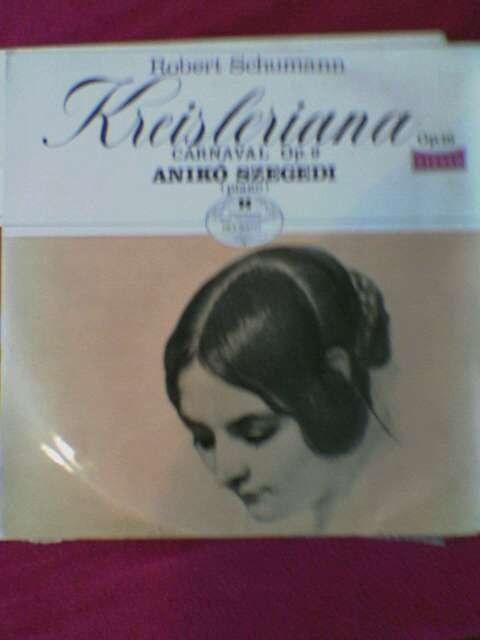 Robert Schumann
Kreisleriana
Op.16
CARNAVAL Op. 9
ANIKÓ SZEGEDI
(piano)